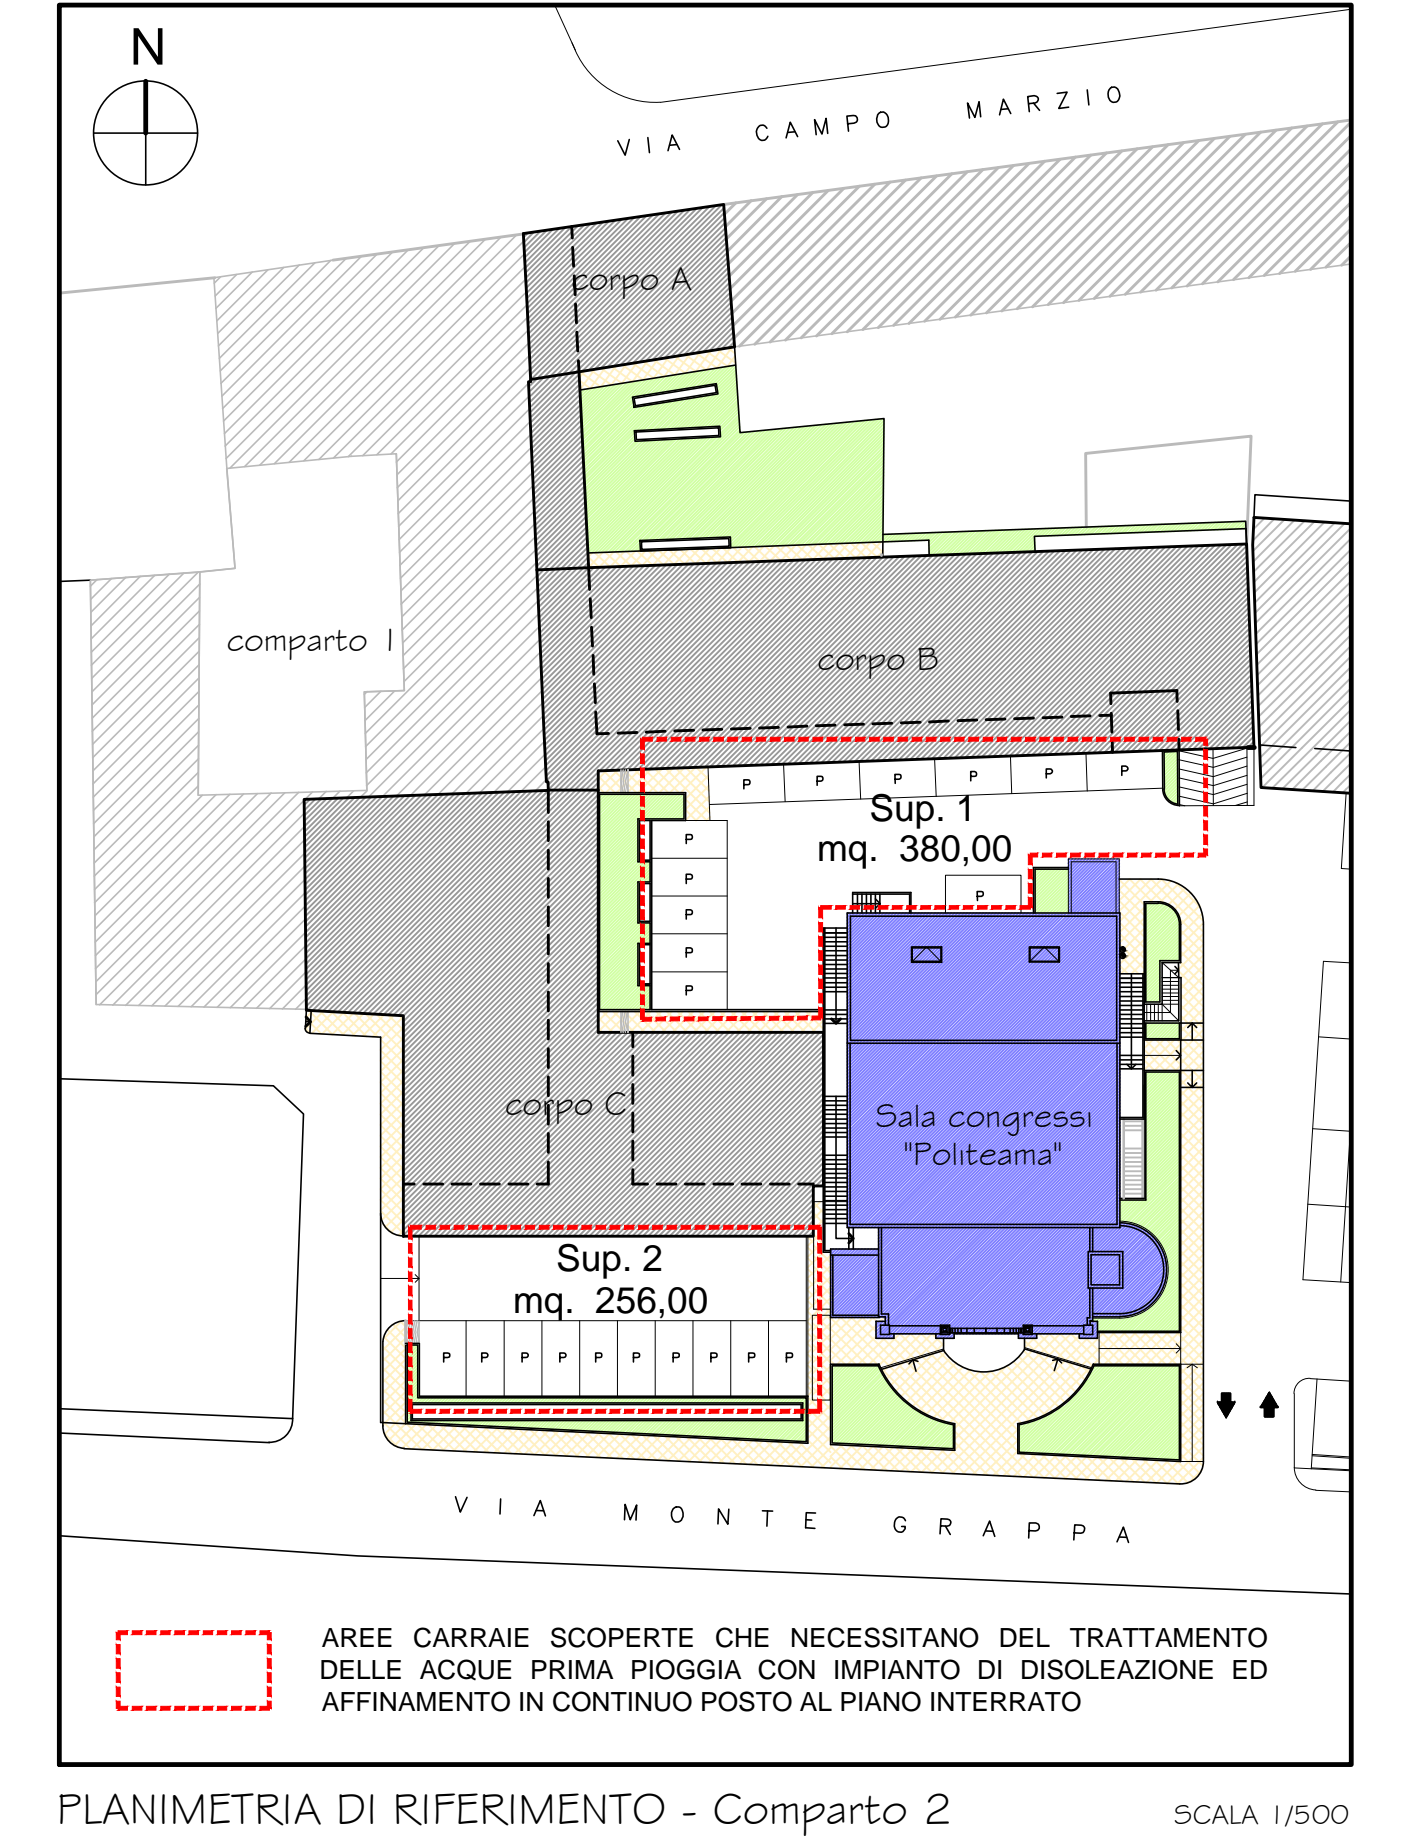 N
VIA CAMPO MARZIO
corpo A
comparto 1
corpo B
P P P P P P
Sup. 1
mq. 380,00
P
P
P
P
P
P
corpo C
Sala congressi
"Politeama"
Sup. 2
mq. 256,00
P P P P P P P P P P
VIA MONTE GRAPPA
AREE CARRAIE SCOPERTE CHE NECESSITANO DEL TRATTAMENTO
DELLE ACQUE PRIMA PIOGGIA CON IMPIANTO DI DISOLEAZIONE ED
AFFINAMENTO IN CONTINUO POSTO AL PIANO INTERRATO
PLANIMETRIA DI RIFERIMENTO - Comparto 2
SCALA 1/500